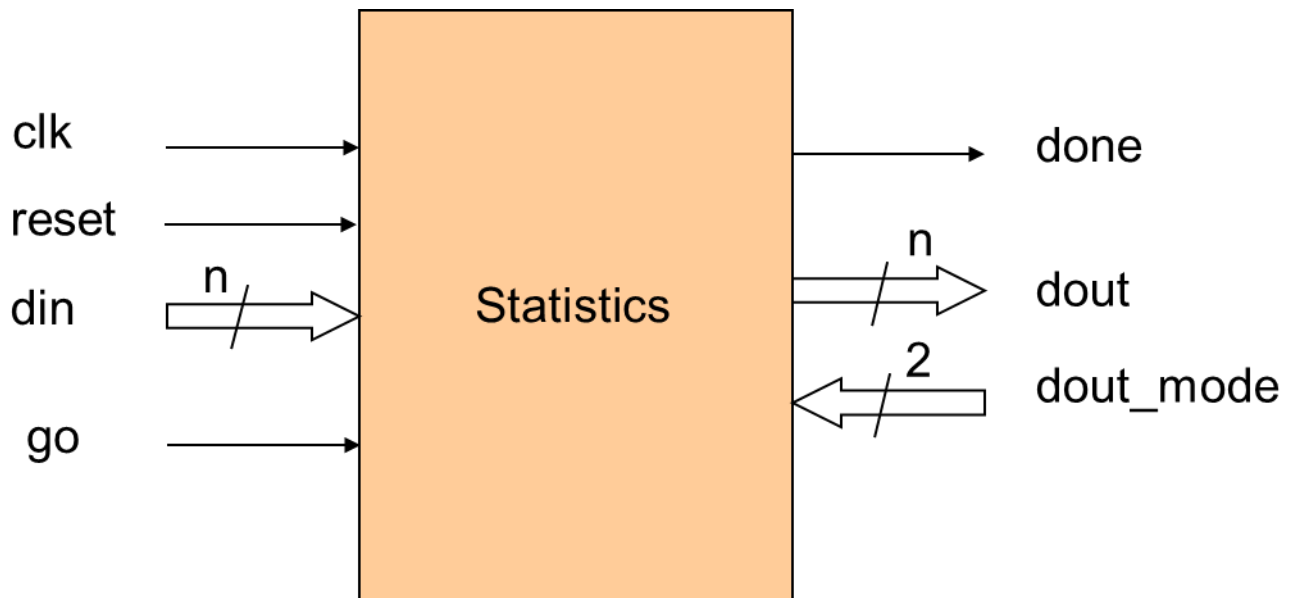 clk
reset
n
din
go
Statistics
done
n
dout
2
dout_mode